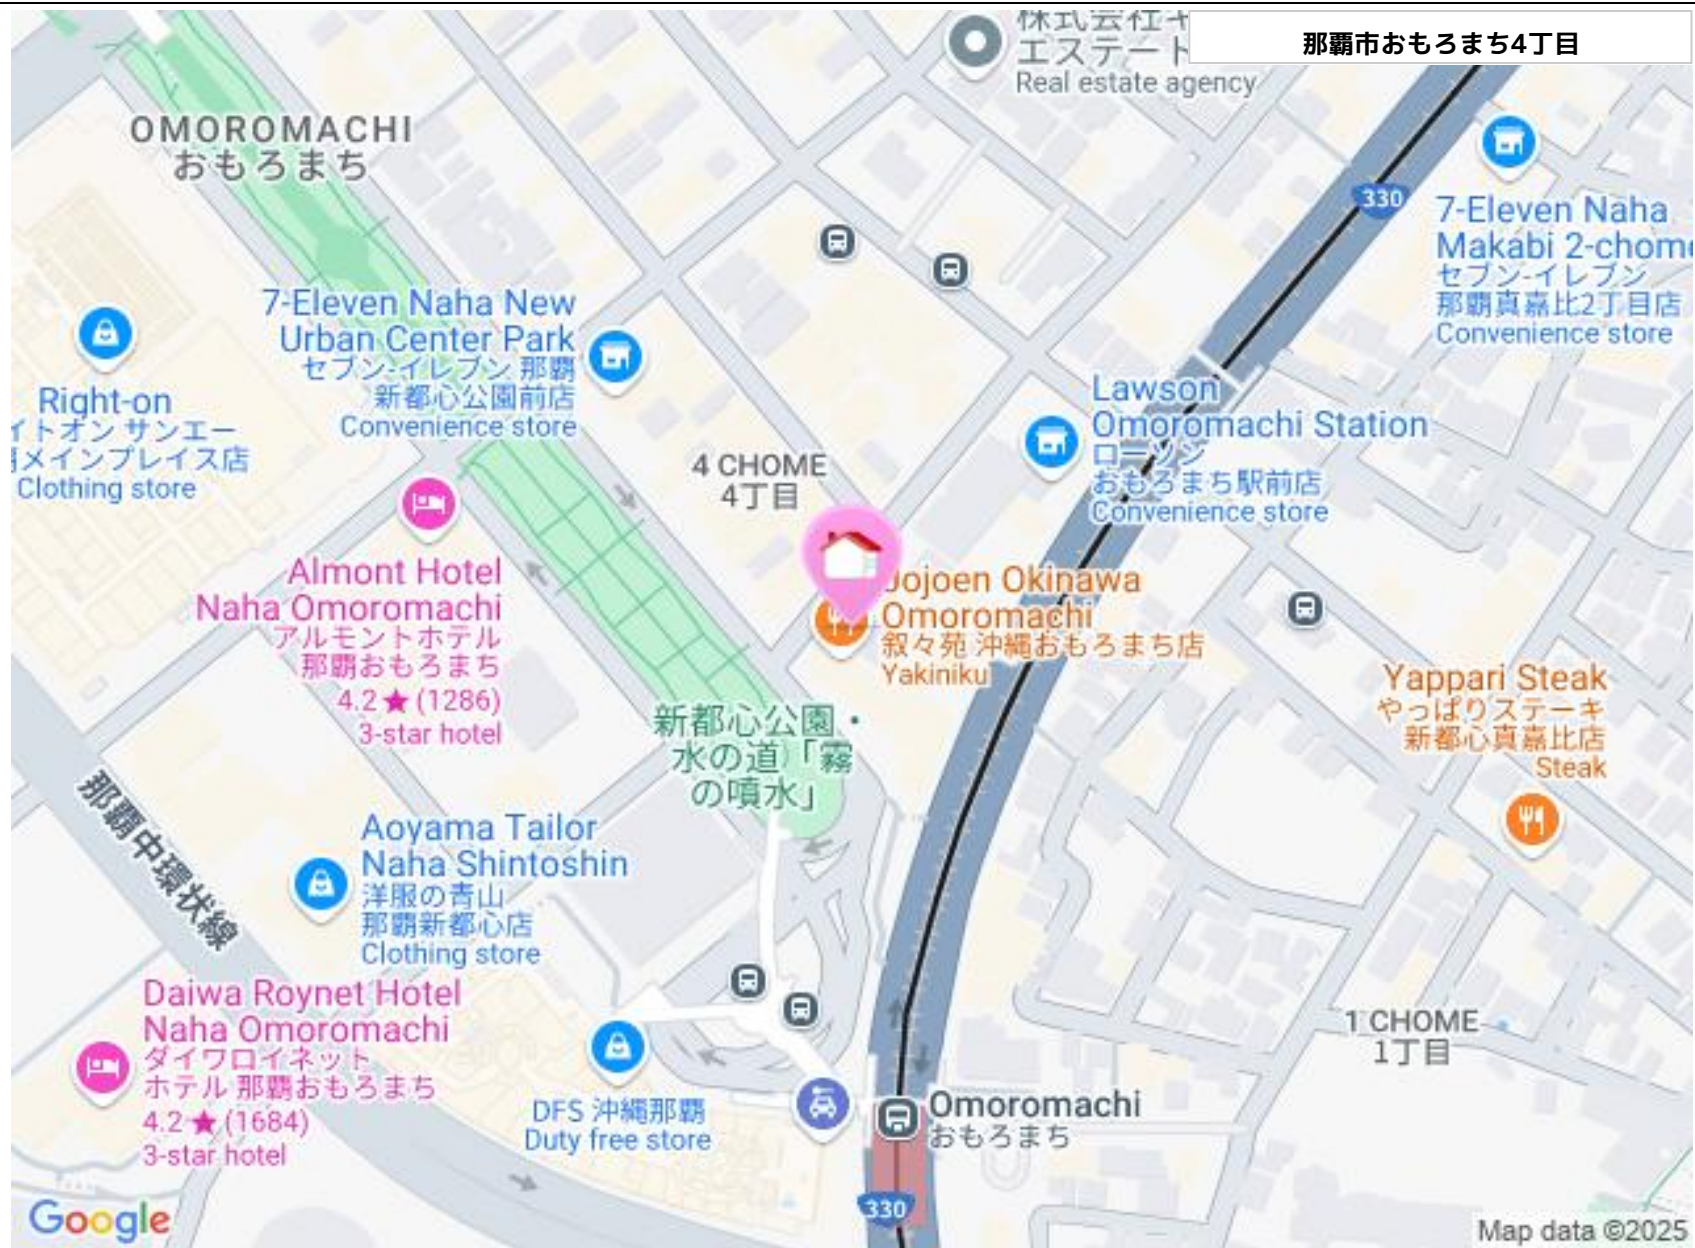 株式会社キ
エステート
Real estate agency
那覇市おもろまち4丁目
OMOROMACHI
おもろまち
330
7-Eleven Naha
Makabi 2-chome
セブン-イレブン
那覇真嘉比2丁目店
Convenience store
7-Eleven Naha New
Urban Center Park
セブン-イレブン 那覇
新都心公園前店
Convenience store
Right-on
イトオン サンエー
メインプレイス店
Clothing store
Lawson
Omoromachi Station
ローソン
おもろまち駅前店
Convenience store
4 CHOME
4丁目
Almont Hotel
Naha Omoromachi
アルモントホテル
那覇おもろまち
4.2★(1286)
3-star hotel
Jojoen Okinawa
Omoromachi
叙々苑 沖縄おもろまち店
Yakiniku
Yappari Steak
やっぱりステーキ
新都心真嘉比店
Steak
新都心公園・
水の道「霧
の噴水」
那覇中環状線
Aoyama Tailor
Naha Shintoshin
洋服の青山
那覇新都心店
Clothing store
Daiwa Roynet Hotel
Naha Omoromachi
ダイワロイネット
ホテル 那覇おもろまち
4.2★(1684)
3-star hotel
1 CHOME
1丁目
DFS 沖縄那覇
Duty free store
Omoromachi
おもろまち
330
Google
Map data ©2025